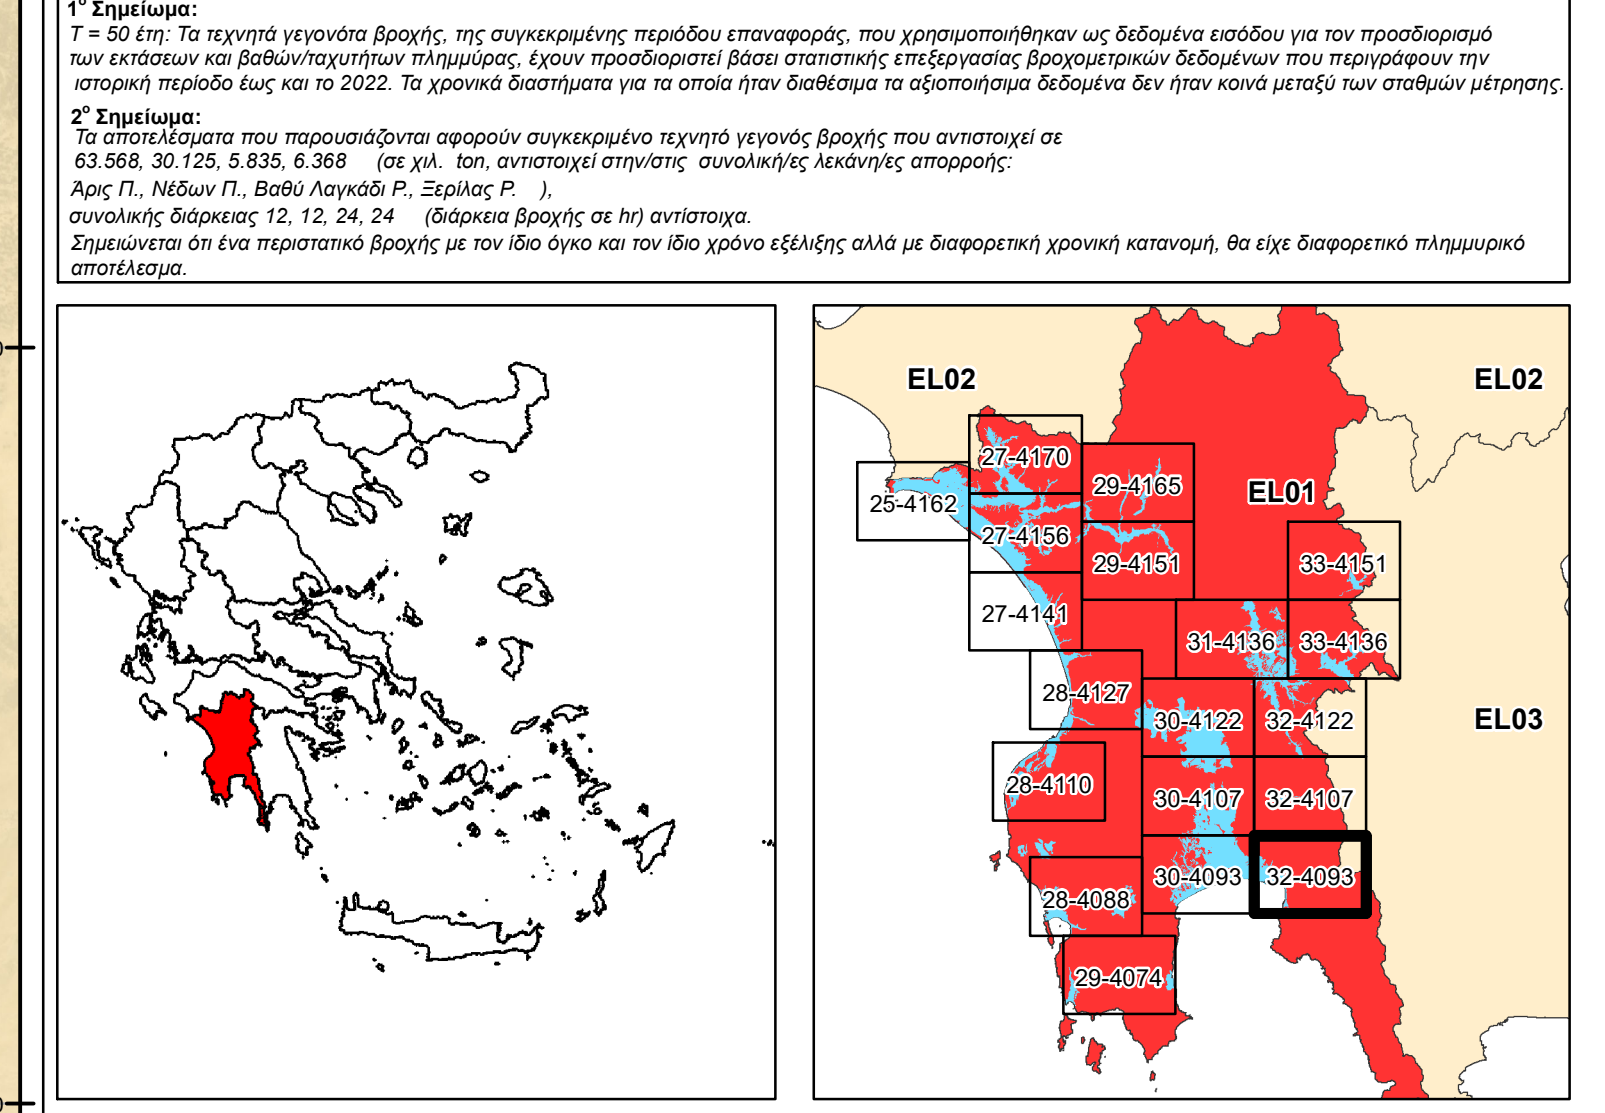 1ο Σημείωμα:
T = 50 έτη: Τα τεχνητά γεγονότα βροχής, της συγκεκριμένης περιόδου επαναφοράς, που χρησιμοποιήθηκαν ως δεδομένα εισόδου για τον προσδιορισμό
των εκτάσεων και βαθών/ταχυτήτων πλημμύρας, έχουν προσδιοριστεί βάσει στατιστικής επεξεργασίας βροχομετρικών δεδομένων που περιγράφουν την
ιστορική περίοδο έως και το 2022. Τα χρονικά διαστήματα για τα οποία ήταν διαθέσιμα τα αξιοποιήσιμα δεδομένα δεν ήταν κοινά μεταξύ των σταθμών μέτρησης.
2ο Σημείωμα:
Τα αποτελέσματα που παρουσιάζονται αφορούν συγκεκριμένο τεχνητό γεγονός βροχής που αντιστοιχεί σε
63.568, 30.125, 5.835, 6.368 (σε χιλ. ton, αντιστοιχεί στην/στις συνολική/ες λεκάνη/ες απορροής:
Άρις Π., Νέδων Π., Βαθύ Λαγκάδι Ρ., Ξερίλας Ρ. ),
συνολικής διάρκειας 12, 12, 24, 24 (διάρκεια βροχής σε hr) αντίστοιχα.
Σημειώνεται ότι ένα περιστατικό βροχής με τον ίδιο όγκο και τον ίδιο χρόνο εξέλιξης αλλά με διαφορετική χρονική κατανομή, θα είχε διαφορετικό πλημμυρικό
αποτέλεσμα.
EL02
EL02
27-4170
29-4165
EL01
25-4162
27-4156
29-4151
33-4151
27-4141
31-4136
33-4136
28-4127
30-4122
32-4122
EL03
28-4110
30-4107
32-4107
30-4093
32-4093
28-4088
29-4074